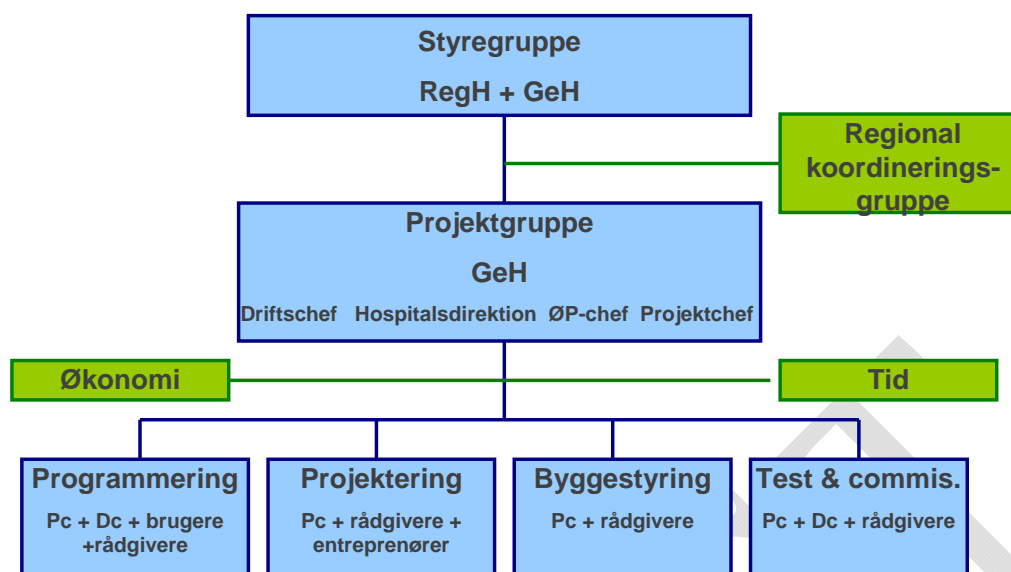 Styregruppe
RegH + GeH
Regional
koordinerings-
gruppe
Projektgruppe
GeH
Driftschef Hospitalsdirektion ØP-chef Projektchef
Økonomi
Tid
Programmering
Pc + Dc + brugere
+rådgivere
Projektering
Pc + rådgivere +
entreprenører
Byggestyring
Pc + rådgivere
Test & commis.
Pc + Dc + rådgivere